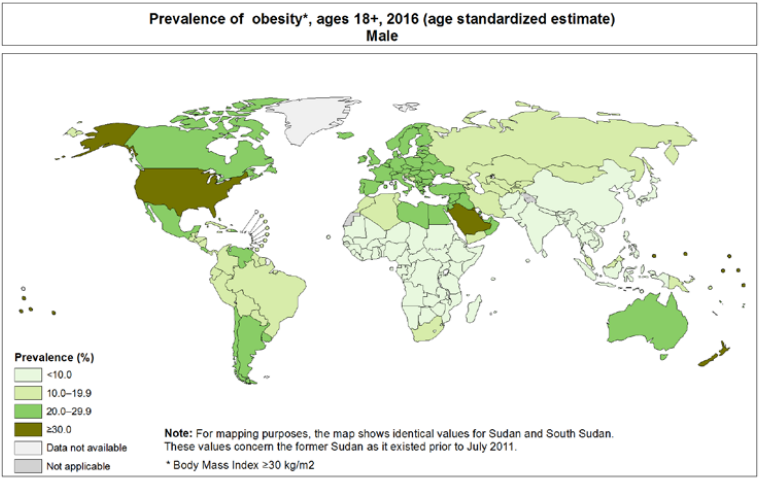 Prevalence of obesity*, ages 18+, 2016 (age standardized estimate)
Male
Prevalence (%)
<10.0
10.0–19.9
20.0–29.9
≥30.0
Data not available
Not applicable
Note: For mapping purposes, the map shows identical values for Sudan and South Sudan.
These values concern the former Sudan as it existed prior to July 2011.
* Body Mass Index ≥30 kg/m2